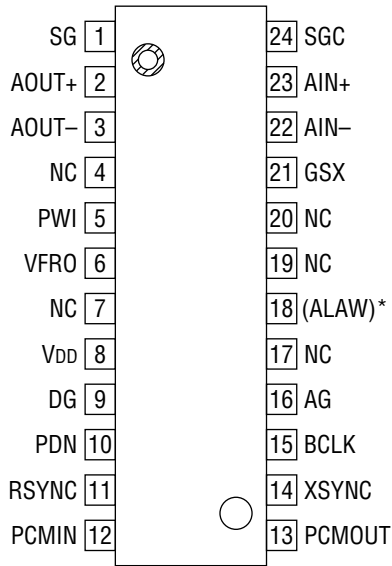 SG 1 24 SGC
AOUT+ 2 23 AIN+
AOUT– 3 22 AIN–
NC 4 21 GSX
PWI 5 20 NC
VFRO 6 19 NC
NC 7 18 (ALAW)*
VDD 8 17 NC
DG 9 16 AG
PDN 10 15 BCLK
RSYNC 11 14 XSYNC
PCMIN 12 13 PCMOUT